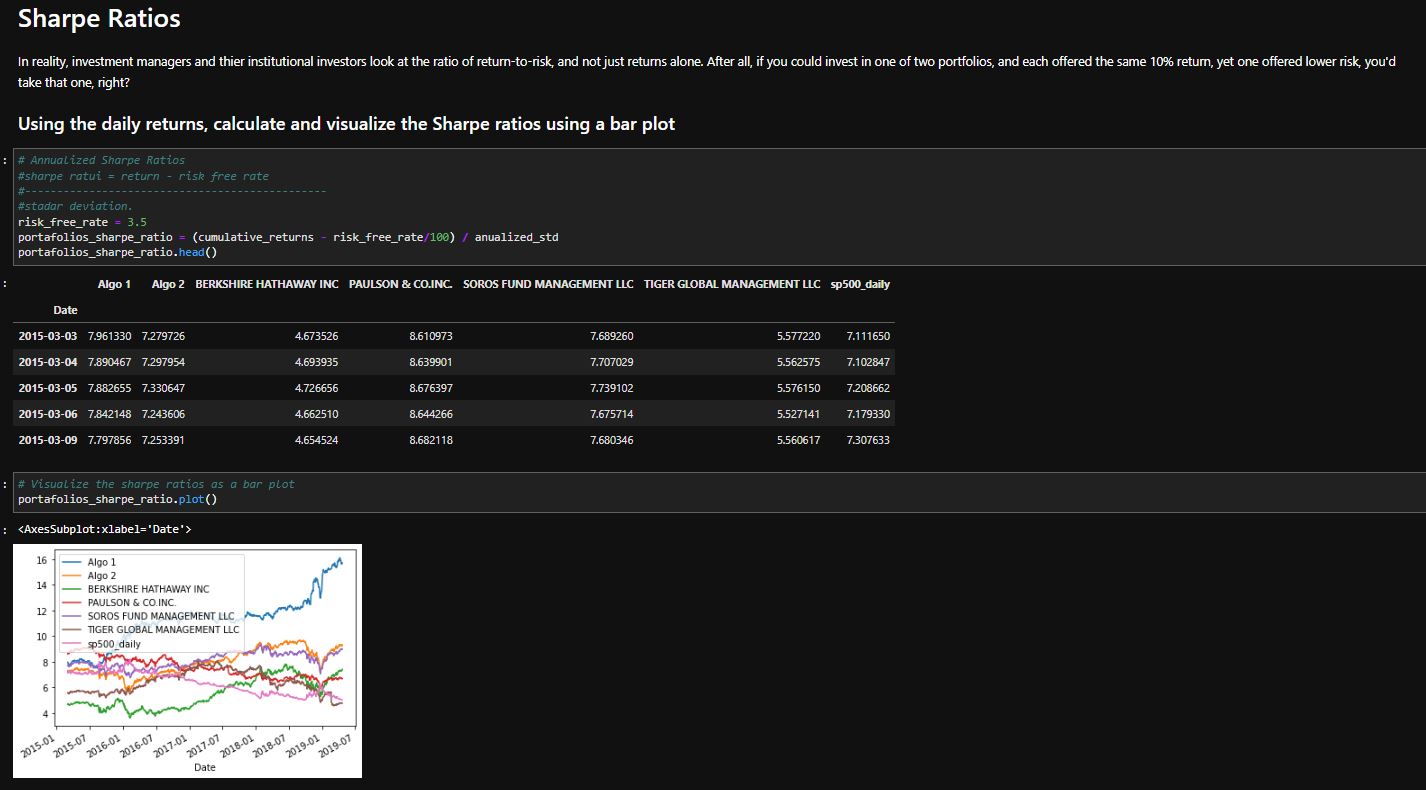 Sharpe Ratios
In reality, investment managers and thier institutional investors look at the ratio of return-to-risk, and not just returns alone. After all, if you could invest in one of two portfolios, and each offered the same 10% return, yet one offered lower risk, you'd
take that one, right?
Using the daily returns, calculate and visualize the Sharpe ratios using a bar plot
:
# Annualized Sharpe Ratios
#sharpe ratui = return - risk free rate
#----------------------------------------------
#stadar deviation.
risk_free_rate = 3.5
portafolios_sharpe_ratio = (cumulative_returns - risk_free_rate/100) / anualized_std
portafolios_sharpe_ratio.head()
:
Algo 1 Algo 2 BERKSHIRE HATHAWAY INC PAULSON & CO.INC. SOROS FUND MANAGEMENT LLC TIGER GLOBAL MANAGEMENT LLC sp500_daily
Date
2015-03-03 7.961330 7.279726 4.673526 8.610973 7.689260 5.577220 7.111650
2015-03-04 7.890467 7.297954 4.693935 8.639901 7.707029 5.562575 7.102847
2015-03-05 7.882655 7.330647 4.726656 8.676397 7.739102 5.576150 7.208662
2015-03-06 7.842148 7.243606 4.662510 8.644266 7.675714 5.527141 7.179330
2015-03-09 7.797856 7.253391 4.654524 8.682118 7.680346 5.560617 7.307633
:
# Visualize the sharpe ratios as a bar plot
portafolios_sharpe_ratio.plot()
:
<AxesSubplot:xlabel='Date'>
16
14
12
10
8
6
4
Algo 1
Algo 2
BERKSHIRE HATHAWAY INC
PAULSON & CO.INC.
SOROS FUND MANAGEMENT LLC
TIGER GLOBAL MANAGEMENT LLC
sp500_daily
2015-01 2015-07 2016-01 2016-07 2017-01 2017-07 2018-01 2018-07 2019-01 2019-07
Date